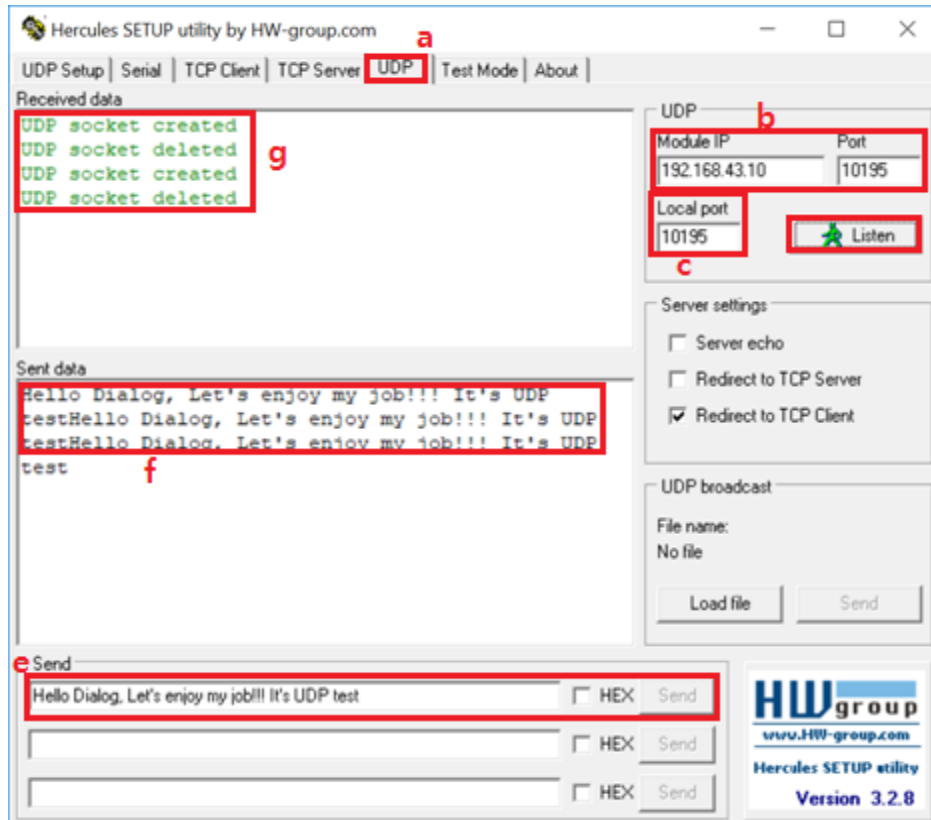 Hercules SETUP utility by HW-group.com
a
UDP Setup Serial TCP Client TCP Server UDP Test Mode About
Received data
UDP socket created
UDP socket deleted
UDP socket created
UDP socket deleted
g
UDP
b
Module IP Port
192.168.43.10 10195
Local port
10195 Listen
c
Server settings
Server echo
Redirect to TCP Server
Redirect to TCP Client
Sent data
Hello Dialog, Let's enjoy my job!!! It's UDP
testHello Dialog, Let's enjoy my job!!! It's UDP
testHello Dialog, Let's enjoy my job!!! It's UDP
test
f
UDP broadcast
File name:
No file
Load file Send
e
Send
Hello Dialog, Let's enjoy my job!!! It's UDP test HEX Send
HEX Send
HEX Send
HW group
www.HW-group.com
Hercules SETUP utility
Version 3.2.8